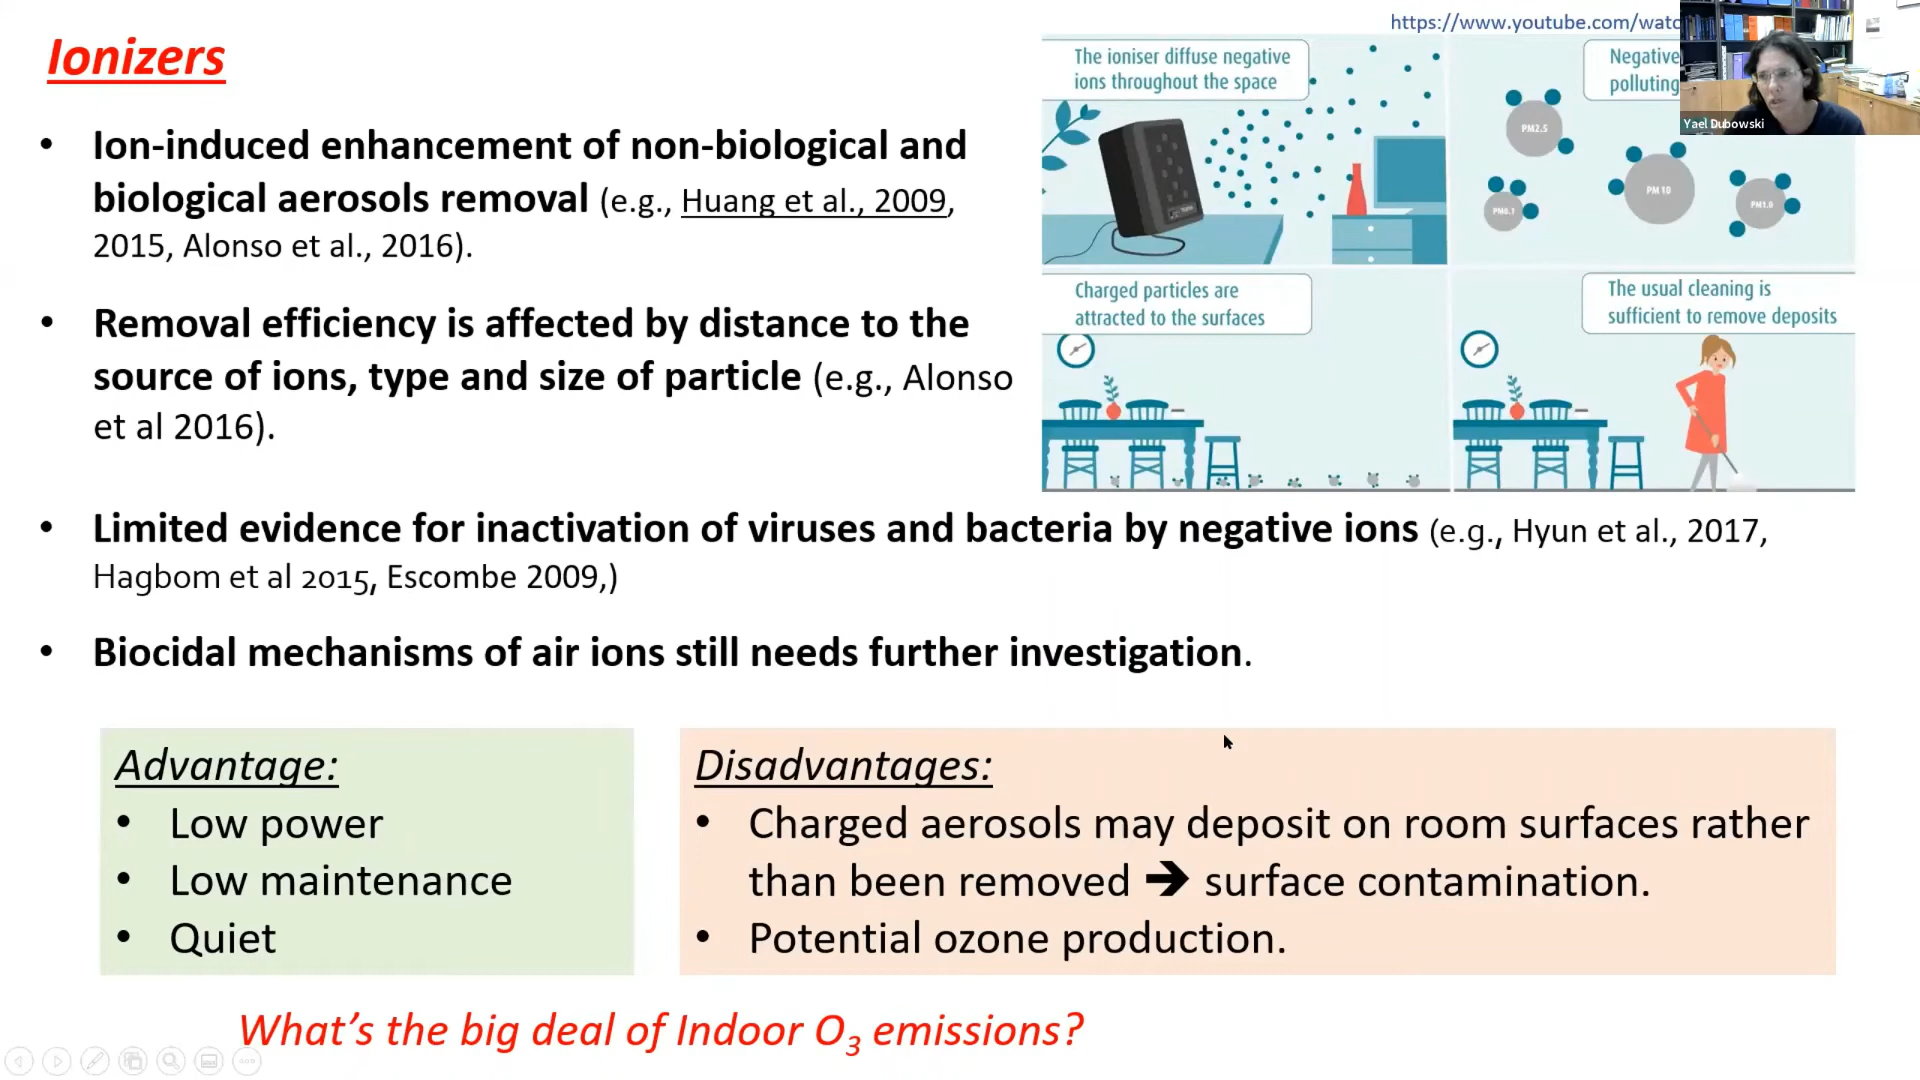 Ionizers
https://www.youtube.com/watc
• Ion-induced enhancement of non-biological and
biological aerosols removal (e.g., Huang et al., 2009,
2015, Alonso et al., 2016).
• Removal efficiency is affected by distance to the
source of ions, type and size of particle (e.g., Alonso
et al 2016).
The ioniser diffuse negative
ions throughout the space
Negative
polluting
PM2.5
PM 10
PM0.1
PM1.0
Yael Dubowski
Charged particles are
attracted to the surfaces
The usual cleaning is
sufficient to remove deposits
• Limited evidence for inactivation of viruses and bacteria by negative ions (e.g., Hyun et al., 2017,
Hagbom et al 2015, Escombe 2009,)
• Biocidal mechanisms of air ions still needs further investigation.
Advantage:
• Low power
• Low maintenance
• Quiet
Disadvantages:
• Charged aerosols may deposit on room surfaces rather
than been removed ➔ surface contamination.
• Potential ozone production.
What's the big deal of Indoor O3 emissions?